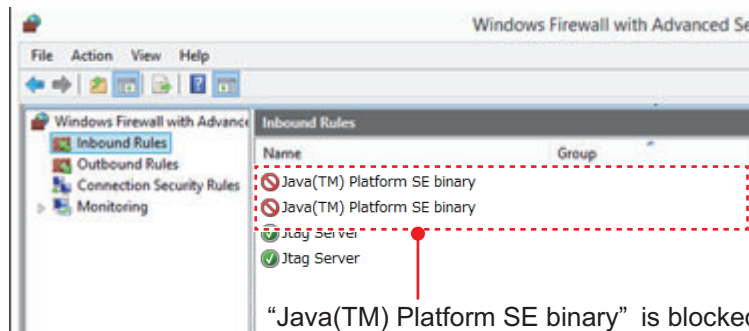 Windows Firewall with Advanced Se
File Action View Help
Windows Firewall with Advance
Inbound Rules
Outbound Rules
Connection Security Rules
Monitoring
Inbound Rules
Name Group
Java(TM) Platform SE binary
Java(TM) Platform SE binary
Jtag Server
Jtag Server
“Java(TM) Platform SE binary” is blocked